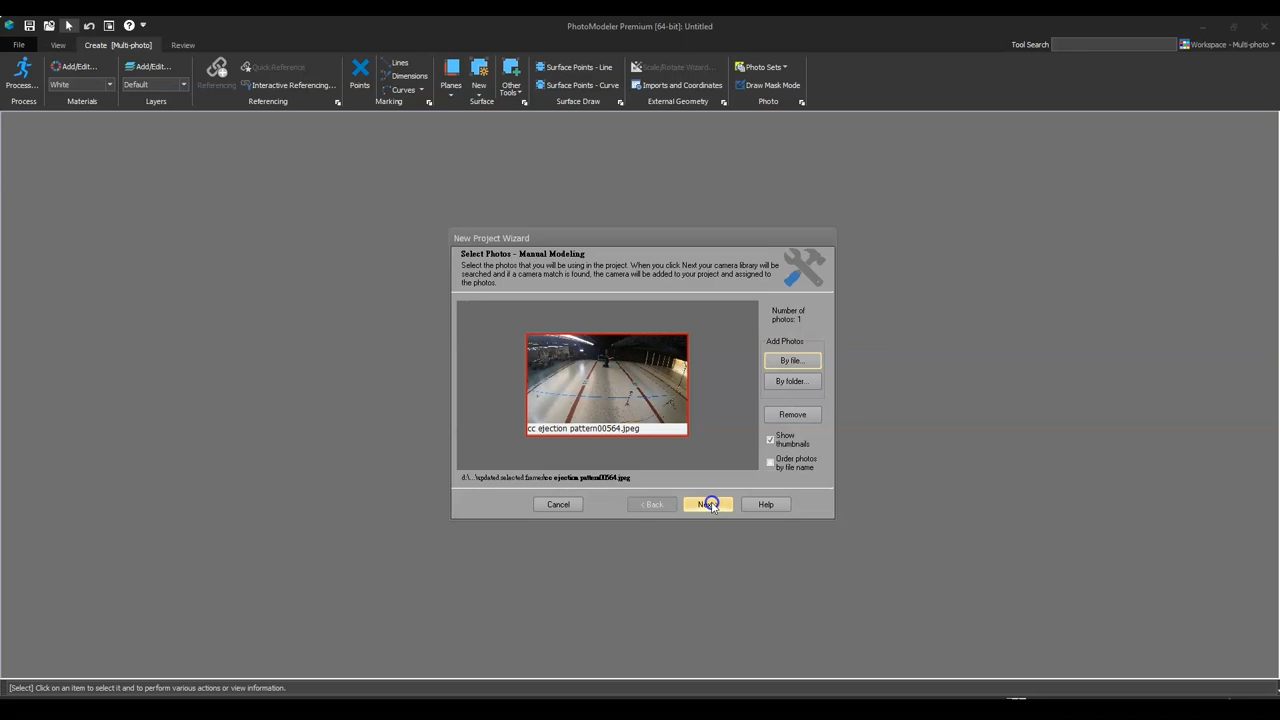 PhotoModeler Premium [64-bit]: Untitled
File View Create [Multi-photo] Review Tool Search Workspace - Multi-photo
Process... Add/Edit... White Add/Edit... Default Referencing Quick Reference Interactive Referencing... Points Lines Dimensions Curves Planes New Other Tools Surface Points - Line Surface Points - Curve Scale/Rotate Wizard... Imports and Coordinates Photo Sets Draw Mask Mode
Process Materials Layers Referencing Marking Surface Surface Draw External Geometry Photo
New Project Wizard
Select Photos - Manual Modeling
Select the photos that you will be using in the project. When you click Next your camera library will be
searched and if a camera match is found, the camera will be added to your project and assigned to
the photos.
Number of
photos: 1
Add Photos
By file...
By folder...
Remove
cc ejection pattern00564.jpeg
Show
thumbnails
Order photos
by file name
d:\...\updated selected frames\cc ejection pattern00564.jpeg
Cancel < Back Next Help
[Select] Click on an item to select it and to perform various actions or view information.